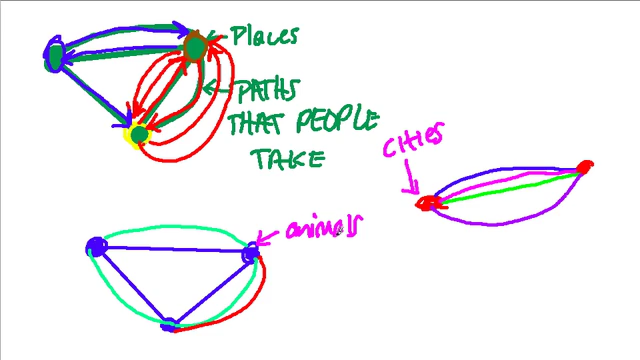 Places
PATHS
THAT PEOPLE
TAKE
cities
animals